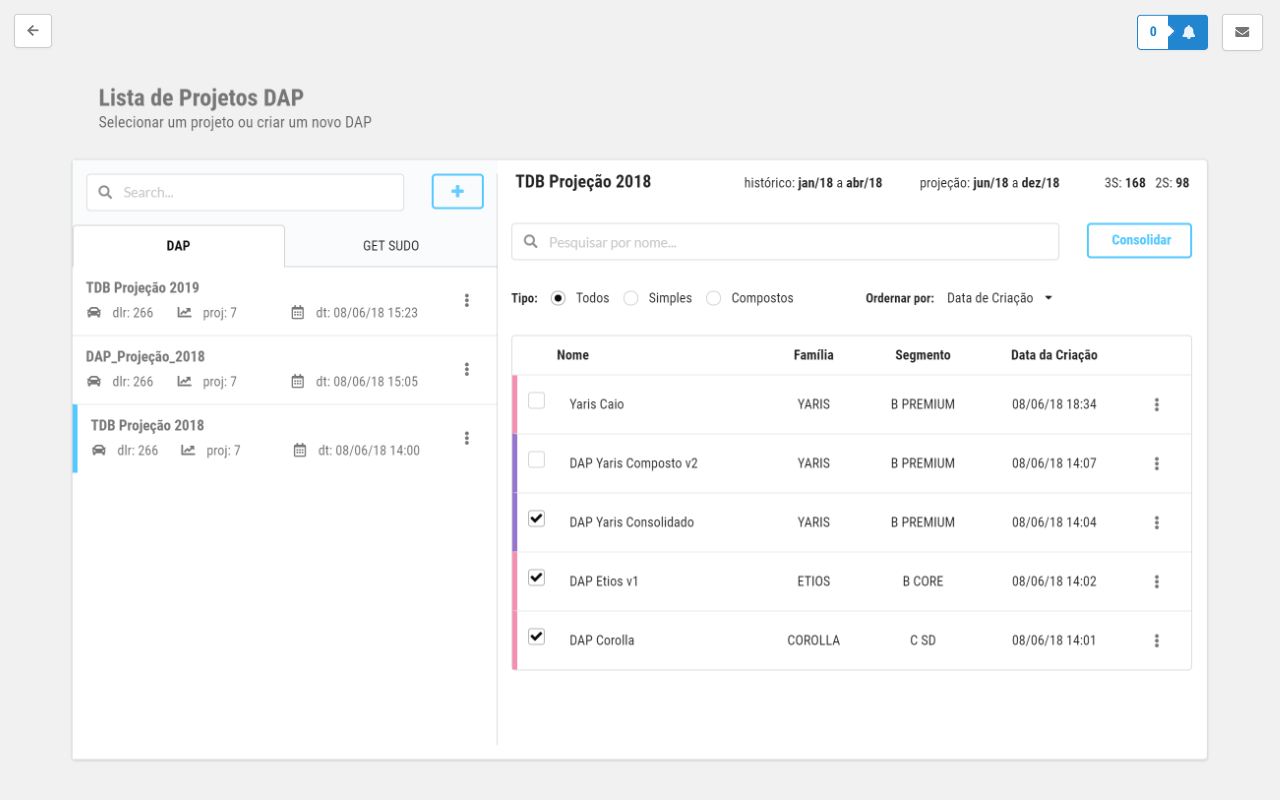 0
Lista de Projetos DAP
Selecionar um projeto ou criar um novo DAP
Search...
DAP
GET SUDO
TDB Projeção 2019
dlr: 266 proj: 7 dt: 08/06/18 15:23
DAP_Projeção_2018
dlr: 266 proj: 7 dt: 08/06/18 15:05
TDB Projeção 2018
dlr: 266 proj: 7 dt: 08/06/18 14:00
TDB Projeção 2018 histórico: jan/18 a abr/18 projeção: jun/18 a dez/18 3S: 168 2S: 98
Pesquisar por nome... Consolidar
Tipo: Todos Simples Compostos Ordernar por: Data de Criação
Nome Família Segmento Data da Criação
Yaris Caio YARIS B PREMIUM 08/06/18 18:34
DAP Yaris Composto v2 YARIS B PREMIUM 08/06/18 14:07
DAP Yaris Consolidado YARIS B PREMIUM 08/06/18 14:04
DAP Etios v1 ETIOS B CORE 08/06/18 14:02
DAP Corolla COROLLA C SD 08/06/18 14:01